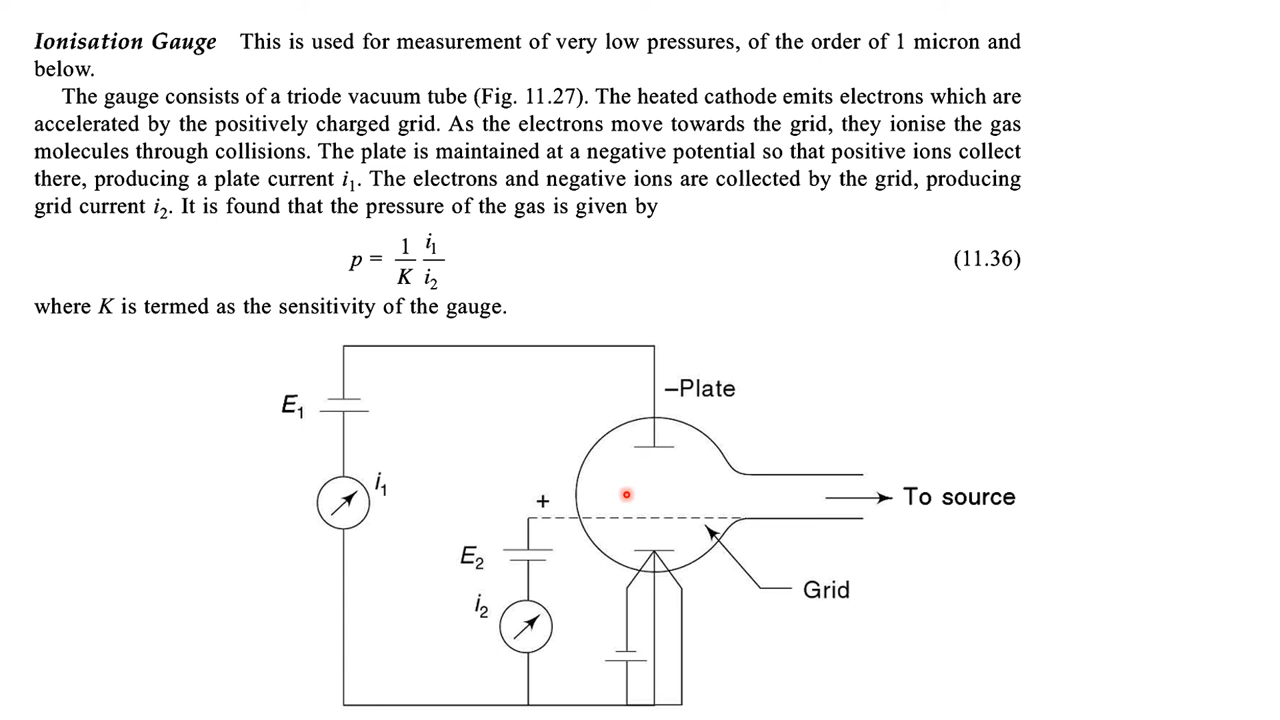 Ionisation Gauge This is used for measurement of very low pressures, of the order of 1 micron and
below.
The gauge consists of a triode vacuum tube (Fig. 11.27). The heated cathode emits electrons which are
accelerated by the positively charged grid. As the electrons move towards the grid, they ionise the gas
molecules through collisions. The plate is maintained at a negative potential so that positive ions collect
there, producing a plate current i₁. The electrons and negative ions are collected by the grid, producing
grid current i₂. It is found that the pressure of the gas is given by
p = 1/K i₁/i₂ (11.36)
where K is termed as the sensitivity of the gauge.
–Plate
E₁
i₁
+
To source
E₂
Grid
i₂